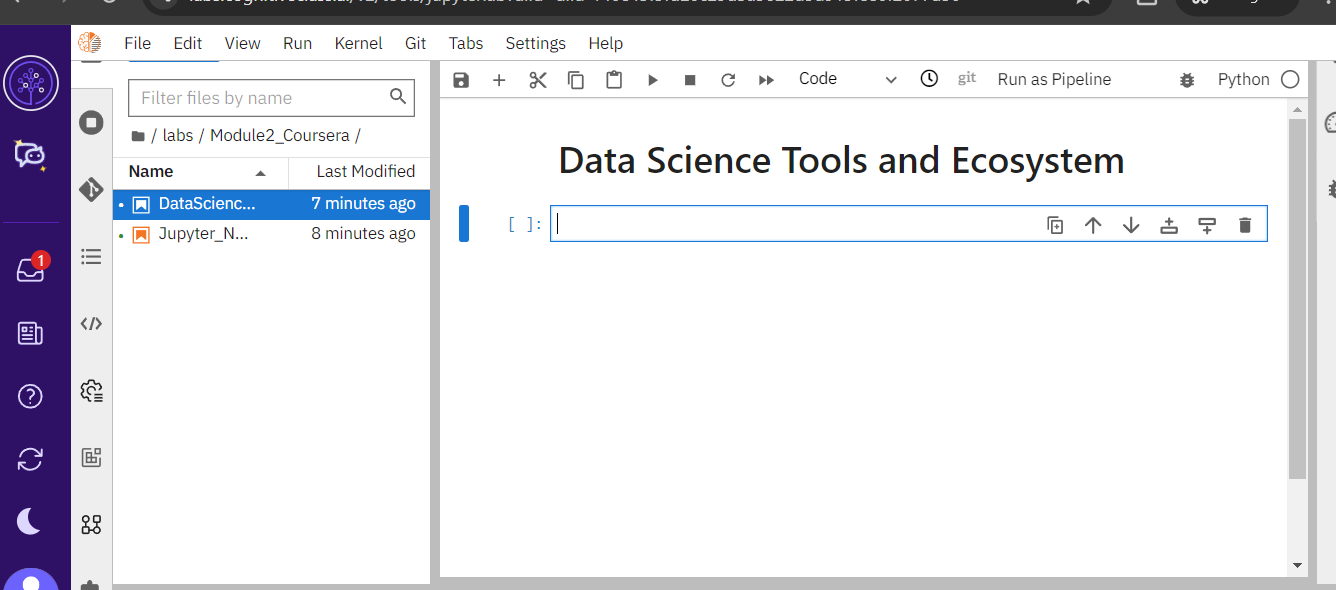 File Edit View Run Kernel Git Tabs Settings Help
Filter files by name
/ labs / Module2_Coursera /
Name Last Modified
DataScienc... 7 minutes ago
Jupyter_N... 8 minutes ago
1
Code git Run as Pipeline Python
Data Science Tools and Ecosystem
[ ]: